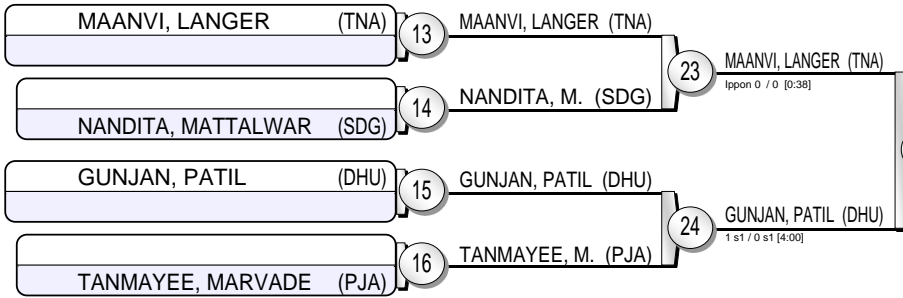 MAANVI, LANGER (TNA)
13
MAANVI, LANGER (TNA)
23
MAANVI, LANGER (TNA)
Ippon 0 / 0 [0:38]
14
NANDITA, M. (SDG)
NANDITA, MATTALWAR (SDG)
GUNJAN, PATIL (DHU)
15
GUNJAN, PATIL (DHU)
24
GUNJAN, PATIL (DHU)
1 s1 / 0 s1 [4:00]
16
TANMAYEE, M. (PJA)
TANMAYEE, MARVADE (PJA)